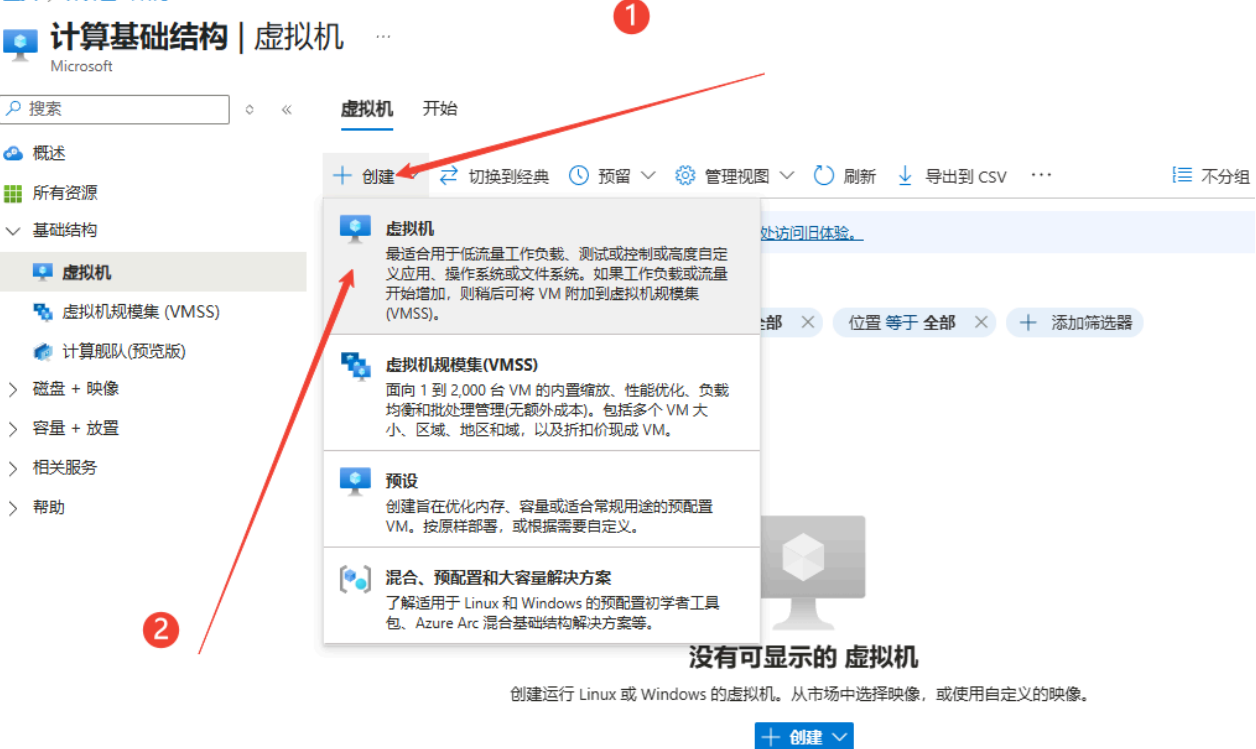 1
计算基础结构 | 虚拟机 ...
Microsoft
搜索
虚拟机 开始
概述
所有资源
基础结构
虚拟机
虚拟机规模集 (VMSS)
计算舰队(预览版)
磁盘 + 映像
容量 + 放置
相关服务
帮助
创建 切换到经典 预留 管理视图 刷新 导出到 CSV ... 不分组
处访问旧体验。
全部 位置 等于 全部 添加筛选器
虚拟机
最适合用于低流量工作负载、测试或控制或高度自定
义应用、操作系统或文件系统。如果工作负载或流量
开始增加，则稍后可将 VM 附加到虚拟机规模集
(VMSS)。
虚拟机规模集(VMSS)
面向 1 到 2,000 台 VM 的内置缩放、性能优化、负载
均衡和批处理管理(无额外成本)。包括多个 VM 大
小、区域、地区和域，以及折扣价现成 VM。
预设
创建旨在优化内存、容量或适合常规用途的预配置
VM。按原样部署，或根据需要自定义。
混合、预配置和大容量解决方案
了解适用于 Linux 和 Windows 的预配置初学者工具
包、Azure Arc 混合基础结构解决方案等。
2
没有可显示的 虚拟机
创建运行 Linux 或 Windows 的虚拟机。从市场中选择映像，或使用自定义的映像。
创建